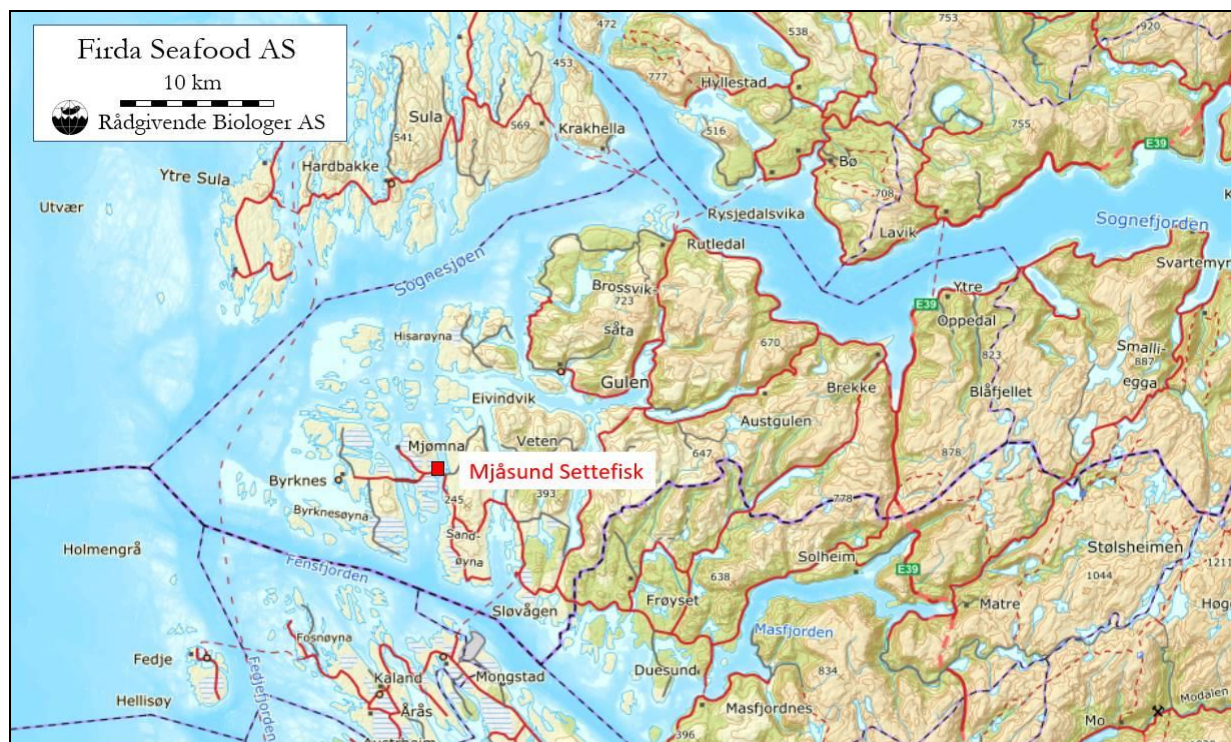 Firda Seafood AS
10 km
Rådgivende Biologer AS
472
538
753
920
Hyllestad
777
453
Sula
541
569
Krakhella
516
755
E39
Hardbakke
Bø
Ytre Sula
708
Utvær
Rysjedalsvika
Lavik
Sognefjorden
Sognesjøen
Rutledal
Svartemyr
Brossvik-
723
såta
Ytre
Oppedal
E39
Hisarøyna
670
823
Smalli-
887
egga
Gulen
Brekke
Blåfjellet
Eivindvik
Austgulen
Mjømna
Veten
647
878
Mjåsund Settefisk
Byrknes
245
393
778
Byrknesøyna
Sand-
øyna
Holmengrå
Stølsheimen
Fensfjorden
Solheim
E39
638
1044
1211
Sløvågen
Frøyset
Matre
Høg
Fosnøyna
Masfjorden
Fedje
Duesund
834
Kaland
Mongstad
Hellisøy
Fedjefjorden
Årås
Masfjordnes
Modalen
Mo
396